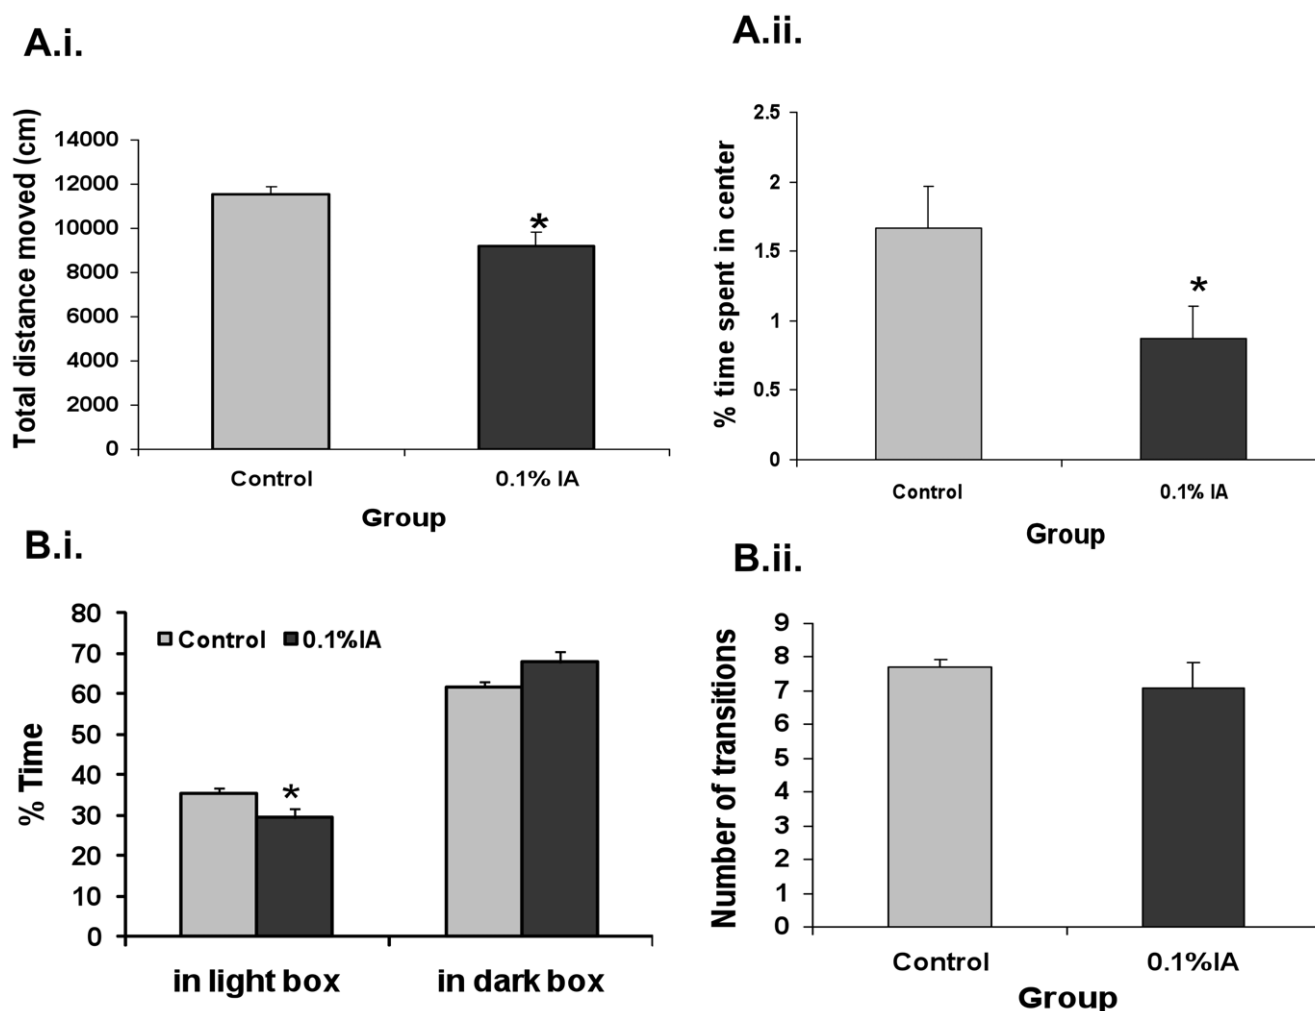 A.i.
Total distance moved (cm)
14000
12000
10000
8000
6000
4000
2000
0
*
Control
0.1% IA
Group
A.ii.
% time spent in center
2.5
2
1.5
1
0.5
0
*
Control
0.1% IA
Group
B.i.
% Time
80
70
60
50
40
30
20
10
0
Control
0.1%IA
*
in light box
in dark box
B.ii.
Number of transitions
9
8
7
6
5
4
3
2
1
0
Control
0.1%IA
Group